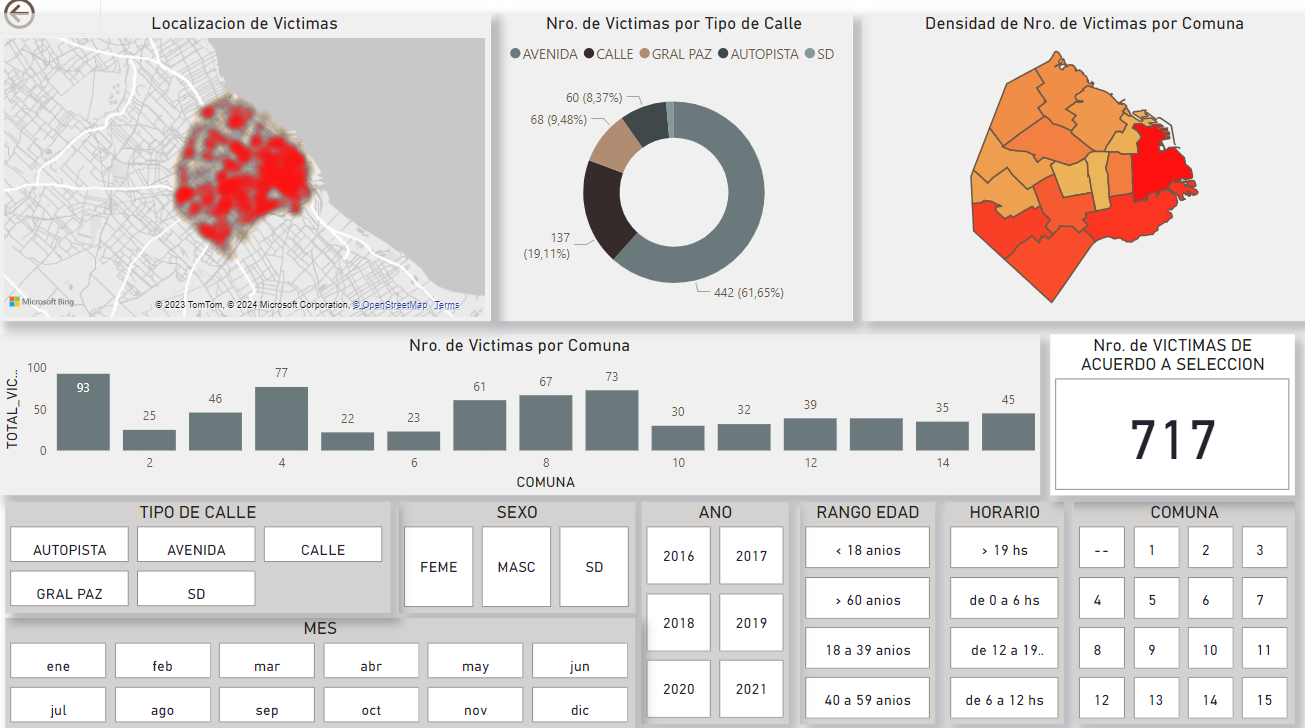 Localizacion de Victimas
Microsoft Bing
© 2023 TomTom, © 2024 Microsoft Corporation, © OpenStreetMap Terms
Nro. de Victimas por Tipo de Calle
AVENIDA CALLE GRAL PAZ AUTOPISTA SD
60 (8,37%)
68 (9,48%)
137
(19,11%)
442 (61,65%)
Densidad de Nro. de Victimas por Comuna
Nro. de Victimas por Comuna
TOTAL_VIC...
100
50
0
93
25
46
77
22
23
61
67
73
30
32
39
35
45
2
4
6
8
10
12
14
COMUNA
Nro. de VICTIMAS DE
ACUERDO A SELECCION
717
TIPO DE CALLE
AUTOPISTA
AVENIDA
CALLE
GRAL PAZ
SD
SEXO
FEME
MASC
SD
MES
ene
feb
mar
abr
may
jun
jul
ago
sep
oct
nov
dic
ANO
2016
2017
2018
2019
2020
2021
RANGO EDAD
< 18 anios
> 60 anios
18 a 39 anios
40 a 59 anios
HORARIO
> 19 hs
de 0 a 6 hs
de 12 a 19..
de 6 a 12 hs
COMUNA
--
1
2
3
4
5
6
7
8
9
10
11
12
13
14
15